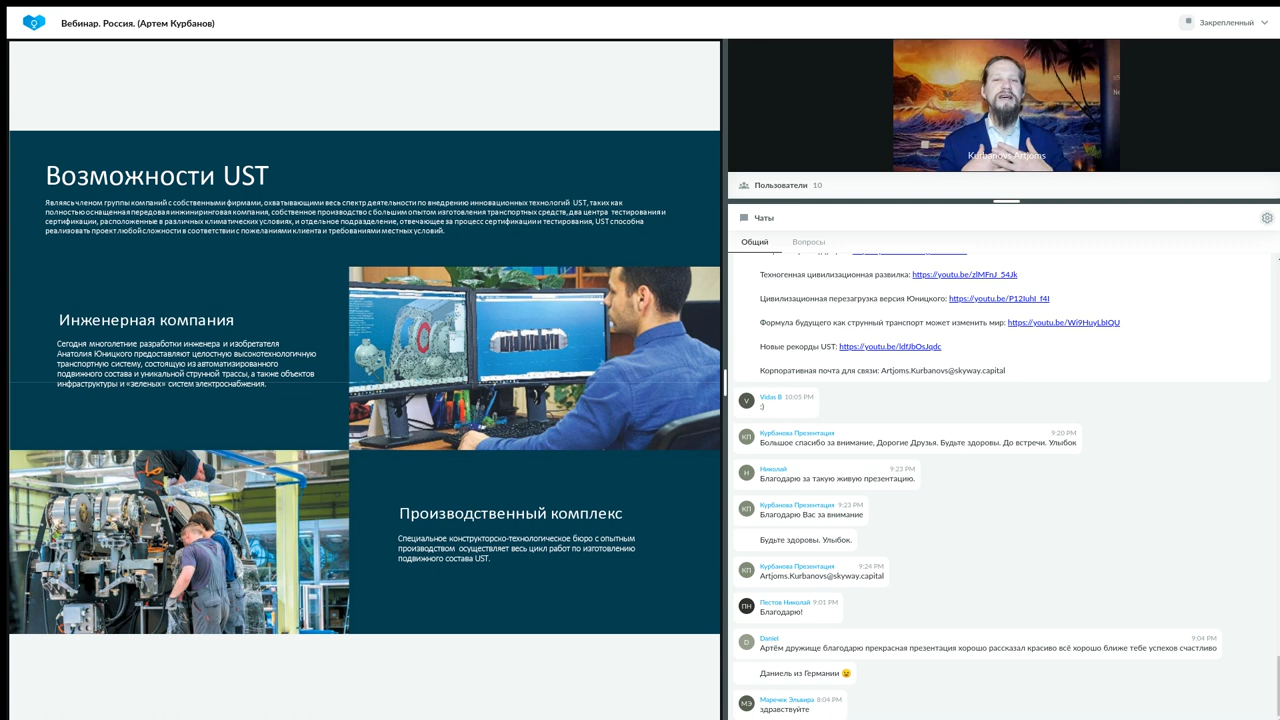 Вебинар. Россия. (Артем Курбанов)
Закрепленный
Возможности UST
Являясь членом группы компаний с собственными фирмами, охватывающими весь спектр деятельности по внедрению инновационных технологий UST, таких как
полностью оснащенная передовая инжиниринговая компания, собственное производство с большим опытом изготовления транспортных средств, два центра тестирования и
сертификации, расположенные в различных климатических условиях, и отдельное подразделение, отвечающее за процесс сертификации и тестирования, UST способна
реализовать проект любой сложности в соответствии с пожеланиями клиента и требованиями местных условий.
Инженерная компания
Сегодня многолетние разработки инженера и изобретателя
Анатолия Юницкого предоставляют целостную высокотехнологичную
транспортную систему, состоящую из автоматизированного
подвижного состава и уникальной струнной трассы, а также объектов
инфраструктуры и «зеленых» систем электроснабжения.
Производственный комплекс
Специальное конструкторско-технологическое бюро с опытным
производством осуществляет весь цикл работ по изготовлению
подвижного состава UST.
Kurbanovs Artjoms
Пользователи 10
Чаты
Общий Вопросы
Техногенная цивилизационная развилка: https://youtu.be/zlMFnJ_54Jk
Цивилизационная перезагрузка версия Юницкого: https://youtu.be/P12IuhI_f4I
Формула будущего как струнный транспорт может изменить мир: https://youtu.be/Wi9HuyLbIQU
Новые рекорды UST: https://youtu.be/ldfJbOsJqdc
Корпоративная почта для связи: Artjoms.Kurbanovs@skyway.capital
V
Vidas B 10:05 PM
:)
КП
Курбанова Презентация 9:20 PM
Большое спасибо за внимание, Дорогие Друзья. Будьте здоровы. До встречи. Улыбок
Н
Николай 9:23 PM
Благодарю за такую живую презентацию.
КП
Курбанова Презентация 9:23 PM
Благодарю Вас за внимание
Будьте здоровы. Улыбок.
КП
Курбанова Презентация 9:24 PM
Artjoms.Kurbanovs@skyway.capital
ПН
Пестов Николай 9:01 PM
Благодарю!
D
Daniel 9:04 PM
Артём дружище благодарю прекрасная презентация хорошо рассказал красиво всё хорошо ближе тебе успехов счастливо
Даниель из Германии 😉
МЭ
Маречек Эльвира 8:04 PM
здравствуйте